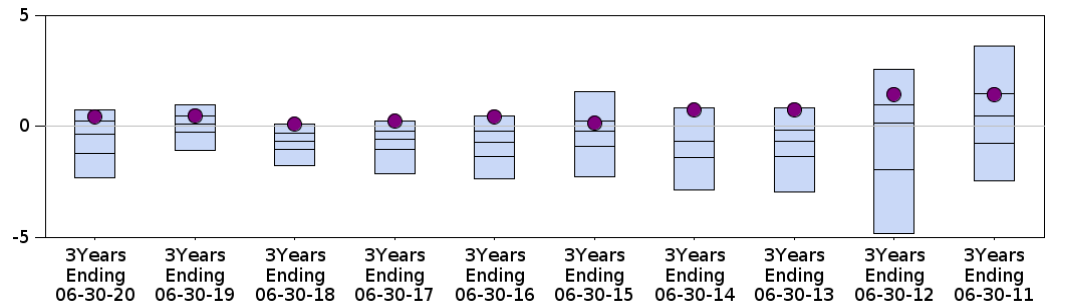 5
0
-5
3Years Ending 06-30-20
3Years Ending 06-30-19
3Years Ending 06-30-18
3Years Ending 06-30-17
3Years Ending 06-30-16
3Years Ending 06-30-15
3Years Ending 06-30-14
3Years Ending 06-30-13
3Years Ending 06-30-12
3Years Ending 06-30-11